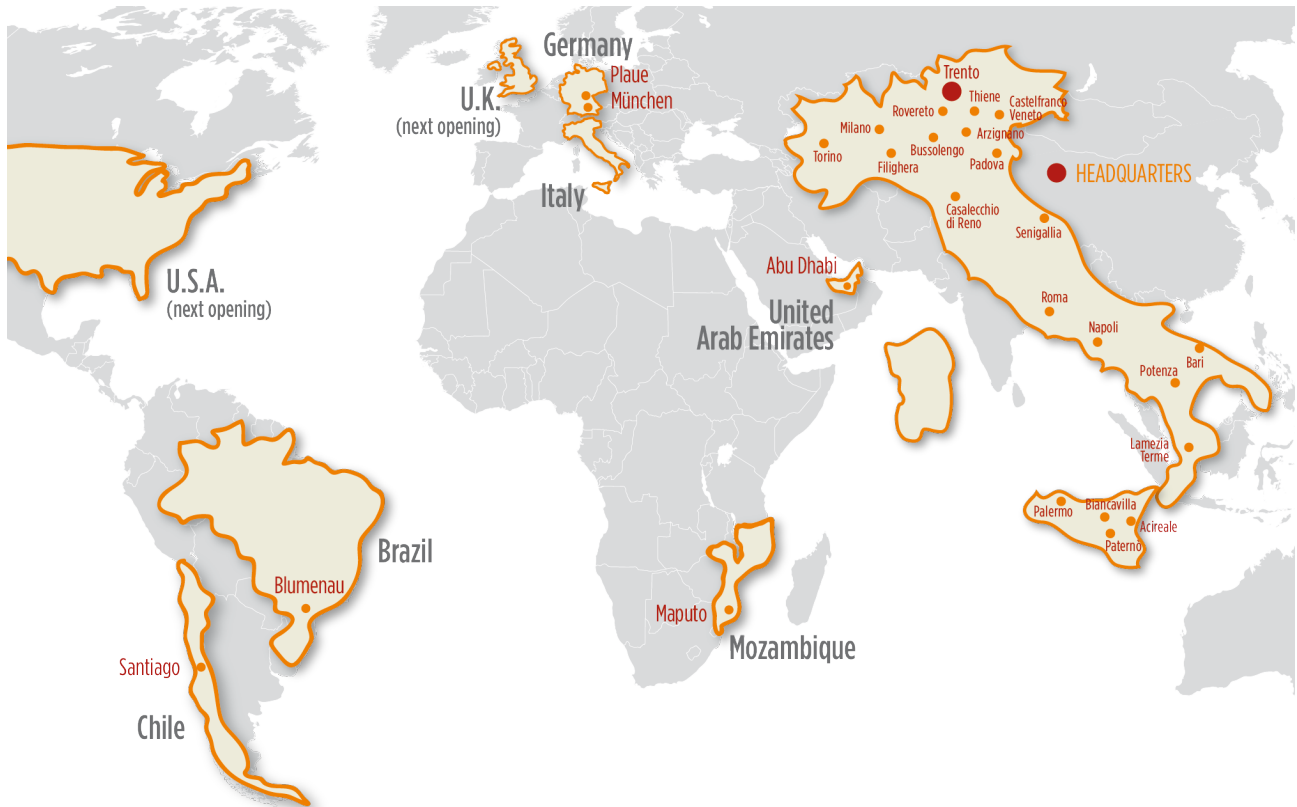 Germany
Plaue
München
U.K.
(next opening)
Italy
U.S.A.
(next opening)
Abu Dhabi
United
Arab Emirates
Brazil
Blumenau
Santiago
Chile
Maputo
Mozambique
Trento
Thiene
Rovereto
Castelfranco
Veneto
Milano
Arzignano
Torino
Filighera
Bussolengo
Padova
HEADQUARTERS
Casalecchio
di Reno
Senigallia
Roma
Napoli
Bari
Potenza
Lamezia
Terme
Palermo
Biancavilla
Acireale
Paternò